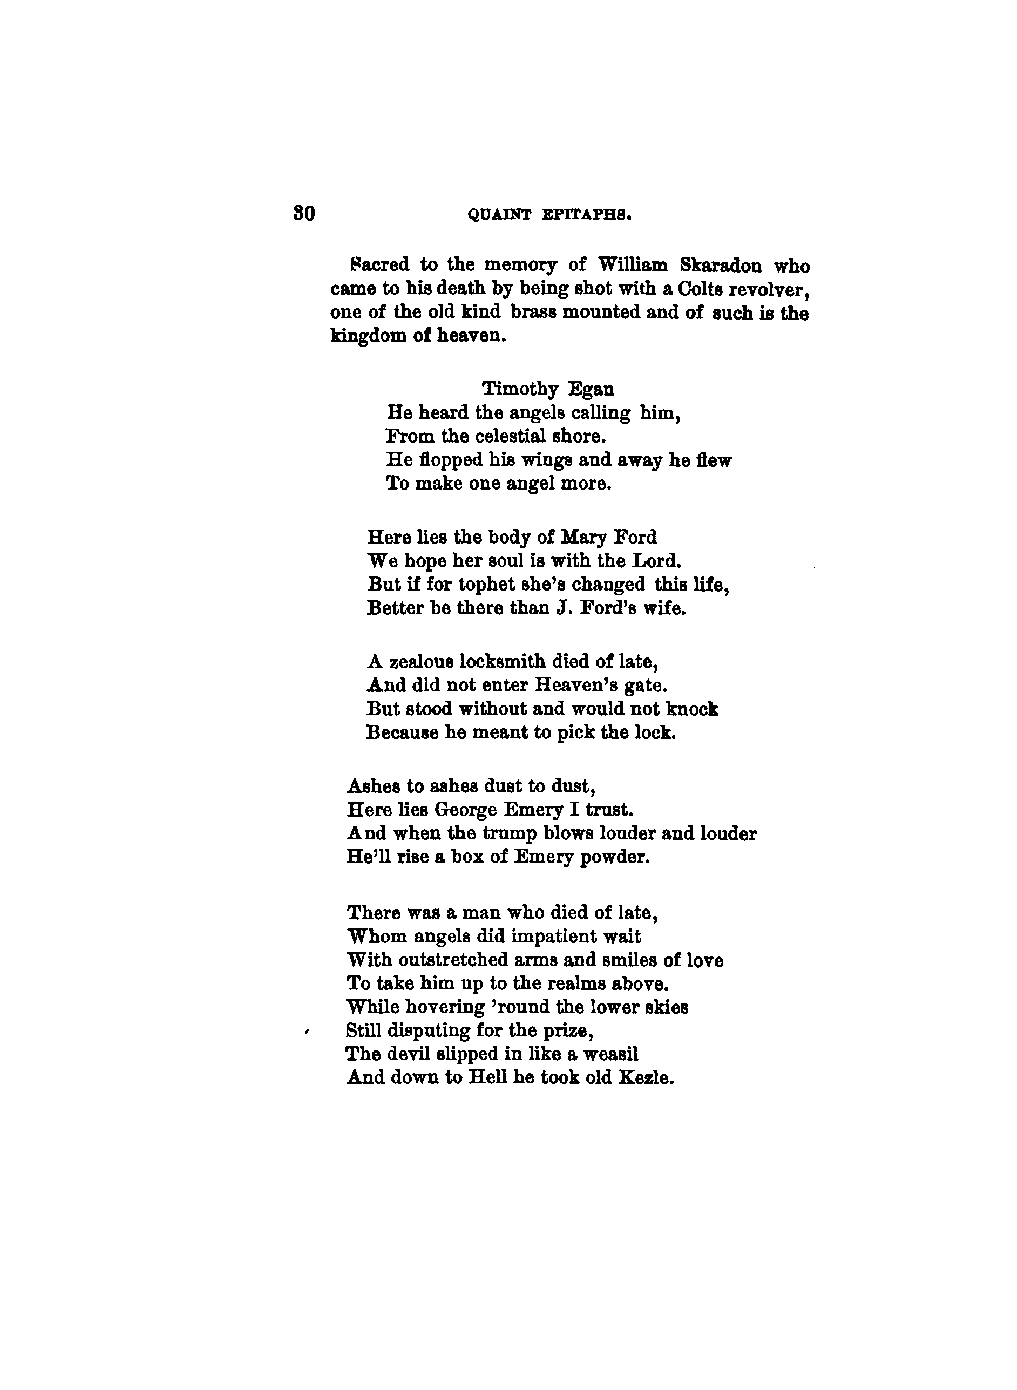 30 QUAINT EPITAPHS.
Sacred to the memory of William Skaradon who
came to his death by being shot with a Colts revolver,
one of the old kind brass mounted and of such is the
kingdom of heaven.
Timothy Egan
He heard the angels calling him,
From the celestial shore.
He flopped his wings and away he flew
To make one angel more.
Here lies the body of Mary Ford
We hope her soul is with the Lord.
But if for tophet she's changed this life,
Better be there than J. Ford's wife.
A zealous locksmith died of late,
And did not enter Heaven's gate.
But stood without and would not knock
Because he meant to pick the lock.
Ashes to ashes dust to dust,
Here lies George Emery I trust.
And when the trump blows louder and louder
He'll rise a box of Emery powder.
There was a man who died of late,
Whom angels did impatient wait
With outstretched arms and smiles of love
To take him up to the realms above.
While hovering 'round the lower skies
Still disputing for the prize,
The devil slipped in like a weasil
And down to Hell he took old Kezle.